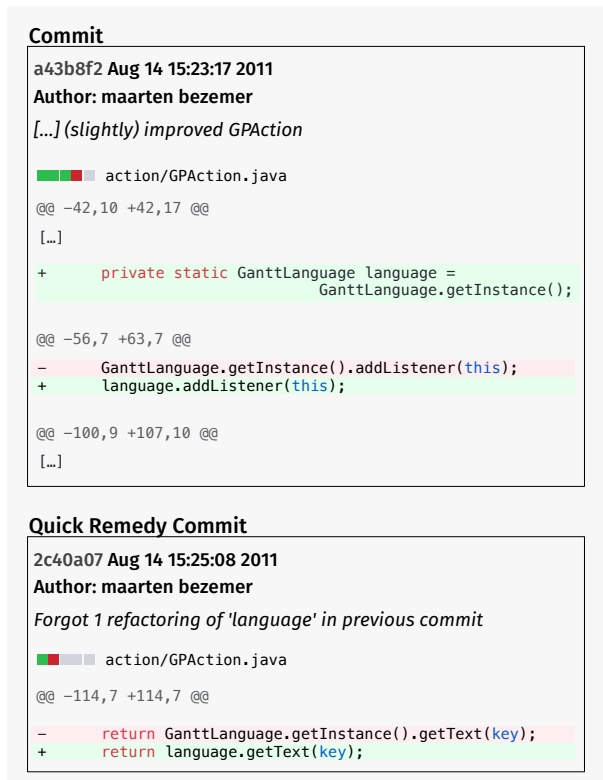 Commit
a43b8f2 Aug 14 15:23:17 2011
Author: maarten bezemer
[...] (slightly) improved GPAction
action/GPAction.java
@@ −42,10 +42,17 @@
[…]
+ private static GanttLanguage language =
GanttLanguage.getInstance();
@@ −56,7 +63,7 @@
− GanttLanguage.getInstance().addListener(this);
+ language.addListener(this);
@@ −100,9 +107,10 @@
[…]
Quick Remedy Commit
2c40a07 Aug 14 15:25:08 2011
Author: maarten bezemer
Forgot 1 refactoring of 'language' in previous commit
action/GPAction.java
@@ −114,7 +114,7 @@
− return GanttLanguage.getInstance().getText(key);
+ return language.getText(key);